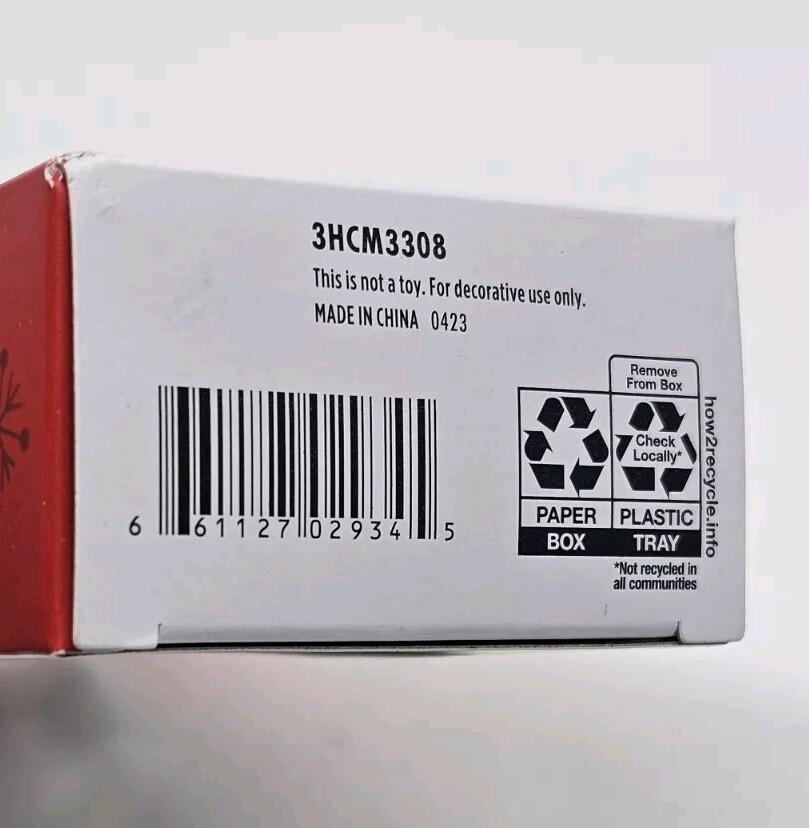 3HCM3308
This is not a toy. For decorative use only.
MADE IN CHINA 0423
6 61127 02934 5
Remove
From Box
Check
Locally*
PAPER
PLASTIC
BOX
TRAY
*Not recycled in
all communities
how2recycle.info